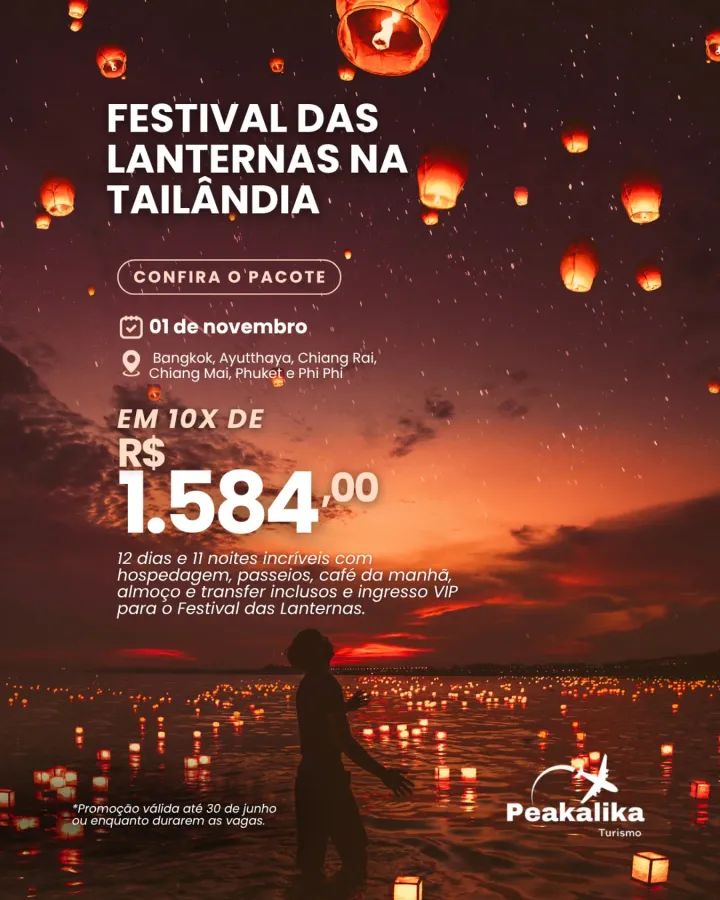 FESTIVAL DAS
LANTERNAS NA
TAILÂNDIA
CONFIRA O PACOTE
01 de novembro
Bangkok, Ayutthaya, Chiang Rai,
Chiang Mai, Phuket e Phi Phi
EM 10X DE
R$
1.584,00
12 dias e 11 noites incríveis com
hospedagem, passeios, café da manhã,
almoço e transfer inclusos e ingresso VIP
para o Festival das Lanternas.
*Promoção válida até 30 de junho
ou enquanto durarem as vagas.
Peakalika
Turismo